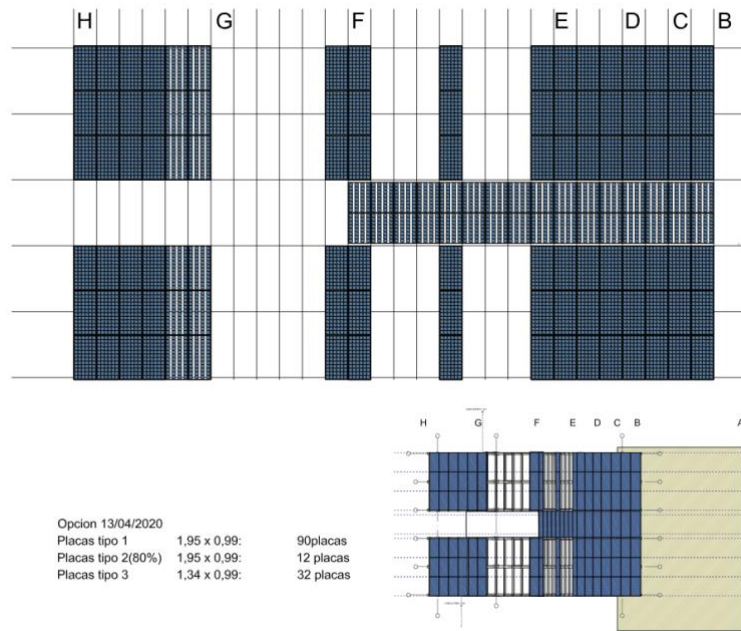 H G F E D C B
H G F E D C B A
Opcion 13/04/2020
Placas tipo 1 1,95 x 0,99: 90placas
Placas tipo 2(80%) 1,95 x 0,99: 12 placas
Placas tipo 3 1,34 x 0,99: 32 placas